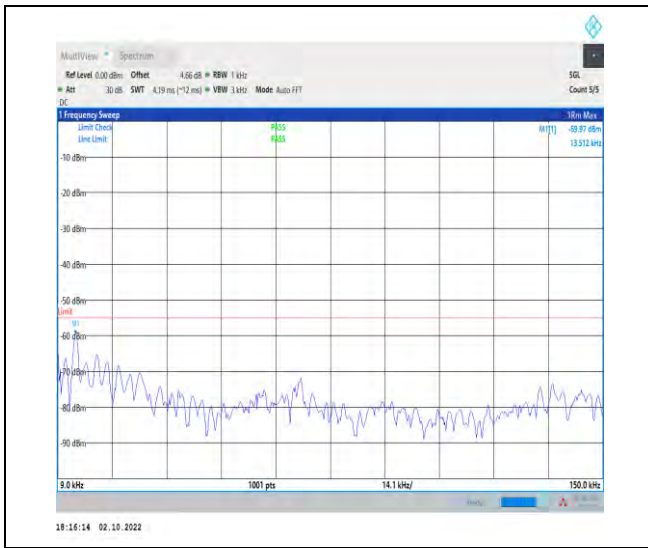 MultiView Spectrum
Ref Level 0.00 dBm Offset 4.66 dB RBW 1 kHz SGL
Att 30 dB SWT 4.19 ms (~12 ms) VBW 3 kHz Mode Auto FFT Count 5/5
DC
1 Frequency Sweep 1Rm Max
Limit Check PASS M1[1] -59.97 dBm
Line Limit PASS 13.512 kHz
-10 dBm
-20 dBm
-30 dBm
-40 dBm
-50 dBm
Limit
M1
-60 dBm
-70 dBm
-80 dBm
-90 dBm
9.0 kHz 1001 pts 14.1 kHz/ 150.0 kHz
18:16:14 02.10.2022